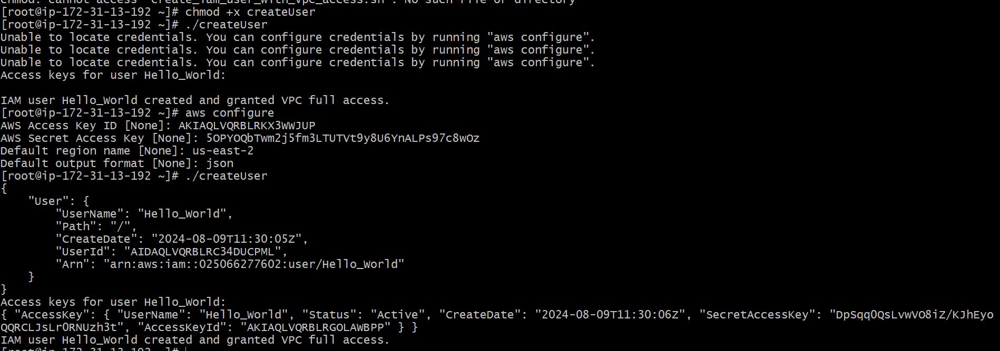 chmod: cannot access 'create_iam_user_with_vpc_access.sh': No such file or directory
[root@ip-172-31-13-192 ~]# chmod +x createUser
[root@ip-172-31-13-192 ~]# ./createUser
Unable to locate credentials. You can configure credentials by running "aws configure".
Unable to locate credentials. You can configure credentials by running "aws configure".
Unable to locate credentials. You can configure credentials by running "aws configure".
Access keys for user Hello_World:
IAM user Hello_World created and granted VPC full access.
[root@ip-172-31-13-192 ~]# aws configure
AWS Access Key ID [None]: AKIAQLVQRBLRKX3WWJUP
AWS Secret Access Key [None]: 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
Default region name [None]: us-east-2
Default output format [None]: json
[root@ip-172-31-13-192 ~]# ./createUser
{
    "User": {
        "UserName": "Hello_World",
        "Path": "/",
        "CreateDate": "2024-08-09T11:30:05Z",
        "UserId": "AIDAQLVQRBLRC34DUCPML",
        "Arn": "arn:aws:iam::025066277602:user/Hello_World"
    }
}
Access keys for user Hello_World:
{ "AccessKey": { "UserName": "Hello_World", "Status": "Active", "CreateDate": "2024-08-09T11:30:06Z", "SecretAccessKey": "DpSqq0QsLvwVO8iZ/KJhEyo
QQRCLJsLr0RNUzh3t", "AccessKeyId": "AKIAQLVQRBLRGOLAWBPP" } }
IAM user Hello_World created and granted VPC full access.
[root@ip-172-31-13-192 ~]#